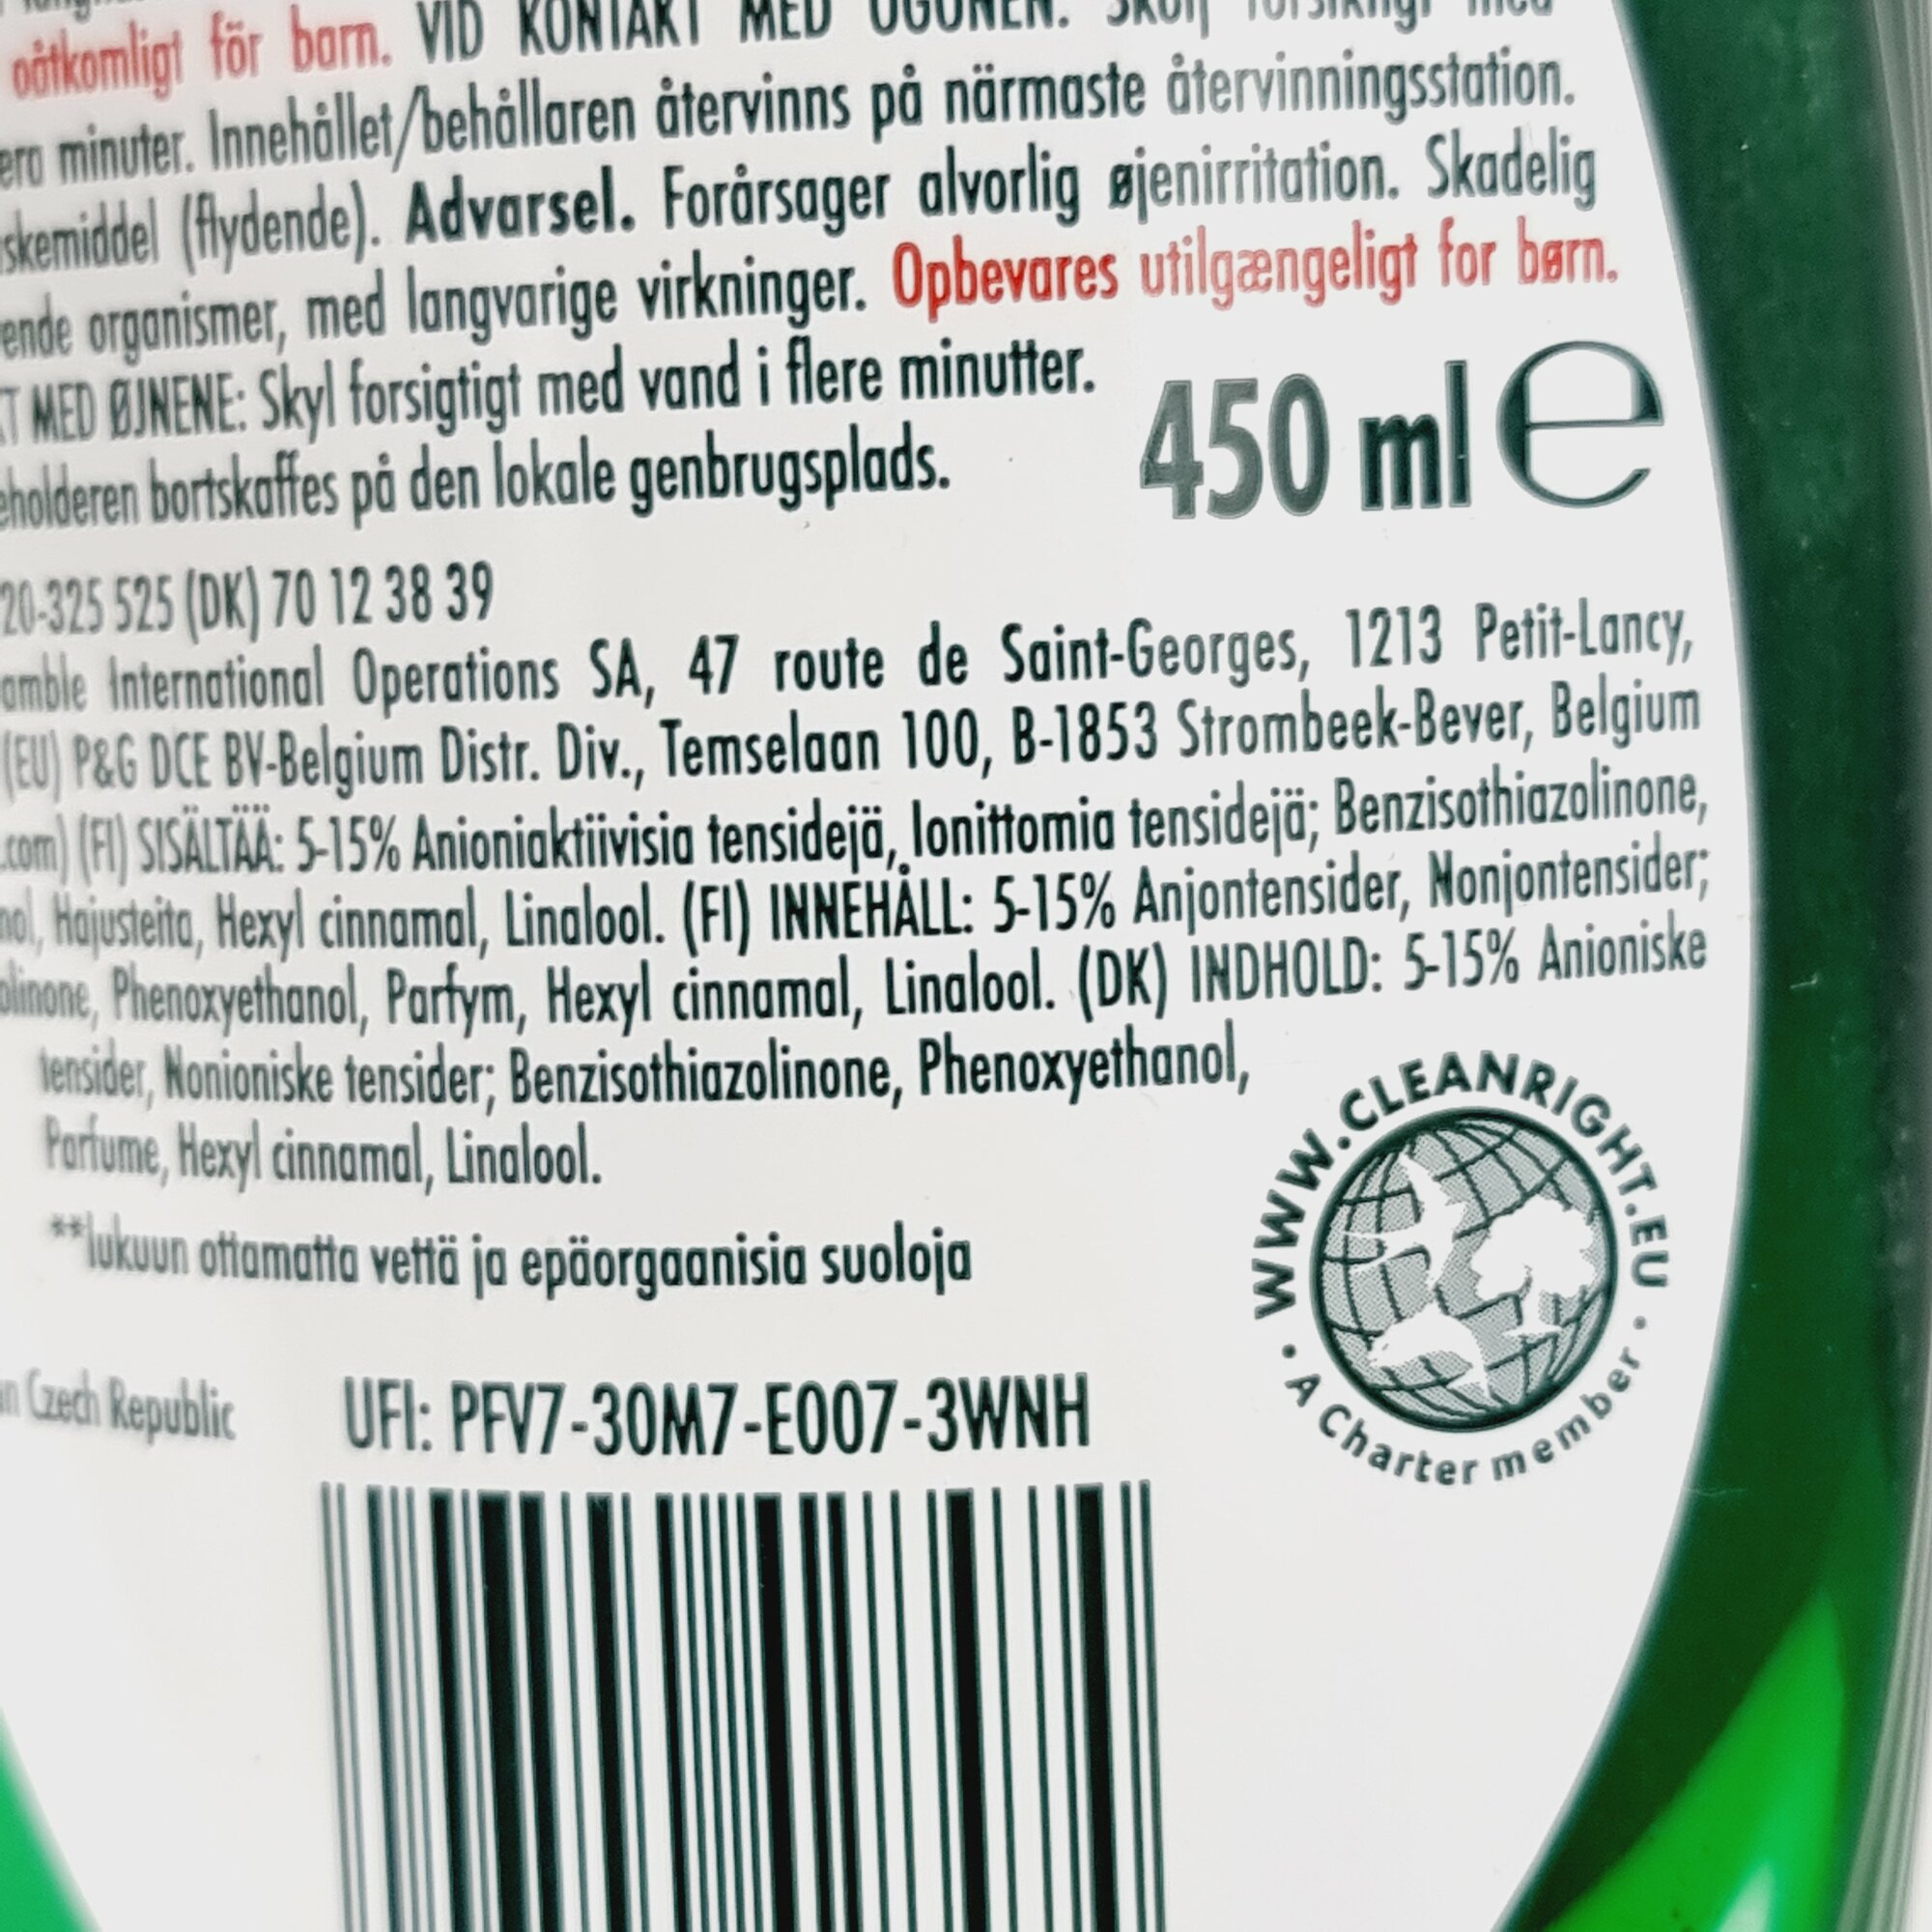 oåtkomligt för barn. VID KONTAKT MED ÖGONEN: Skölj försiktigt med
minuter. Innehållet/behållaren återvinns på närmaste återvinningsstation.
(flydende). Advarsel. Forårsager alvorlig øjenirritation. Skadelig
organismer, med langvarige virkninger. Opbevares utilgængeligt for børn.
MED ØJNENE: Skyl forsigtigt med vand i flere minutter.
bortskaffes på den lokale genbrugsplads.
450 ml e
20-325 525 (DK) 70 12 38 39
International Operations SA, 47 route de Saint-Georges, 1213 Petit-Lancy,
(EU) P&G DCE BV-Belgium Distr. Div., Temselaan 100, B-1853 Strombeek-Bever, Belgium
.com) (FI) SISÄLTÄÄ: 5-15% Anioniaktiivisia tensidejä, Ionittomia tensidejä; Benzisothiazolinone,
Hajusteita, Hexyl cinnamal, Linalool. (FI) INNEHÅLL: 5-15% Anjontensider, Nonjontensider;
Phenoxyethanol, Parfym, Hexyl cinnamal, Linalool. (DK) INDHOLD: 5-15% Anioniske
tensider, Nonioniske tensider; Benzisothiazolinone, Phenoxyethanol,
Parfume, Hexyl cinnamal, Linalool.
WWW.CLEANRIGHT.EU
• A Charter member •
**lukuun ottamatta vettä ja epäorgaanisia suoloja
Czech Republic
UFI: PFV7-30M7-E007-3WNH